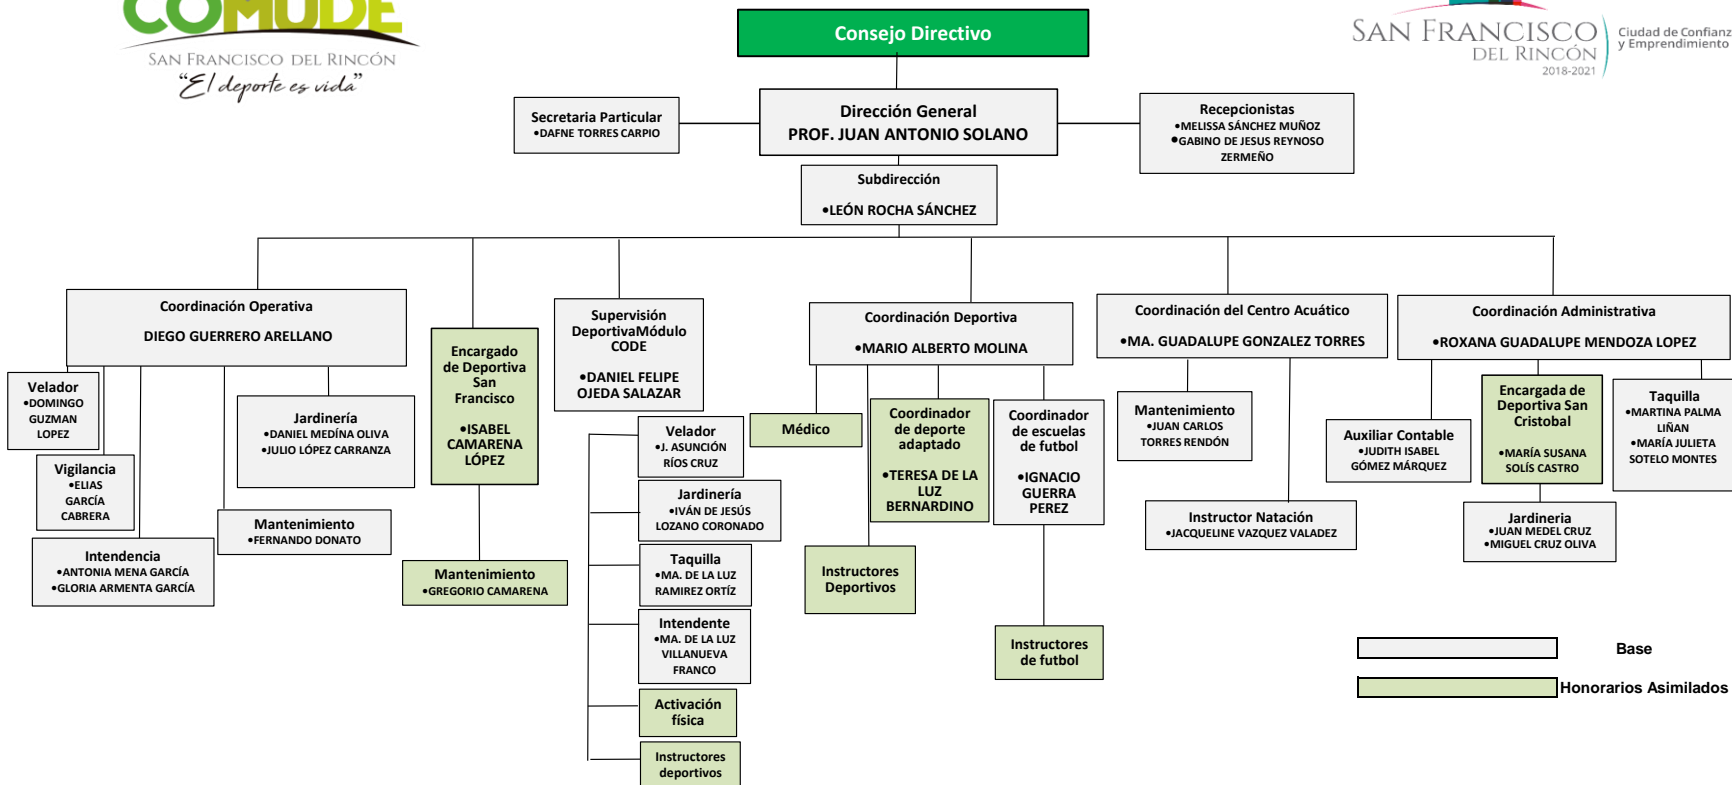 COMUDE
SAN FRANCISCO DEL RINCÓN
“El deporte es vida”
Consejo Directivo
SAN FRANCISCO
DEL RINCÓN
2018-2021
Ciudad de Confianz
y Emprendimiento
Secretaria Particular
•DAFNE TORRES CARPIO
Dirección General
PROF. JUAN ANTONIO SOLANO
Recepcionistas
•MELISSA SÁNCHEZ MUÑOZ
•GABINO DE JESUS REYNOSO
ZERMEÑO
Subdirección
•LEÓN ROCHA SÁNCHEZ
Coordinación Operativa
DIEGO GUERRERO ARELLANO
Velador
•DOMINGO
GUZMAN
LOPEZ
Vigilancia
•ELIAS
GARCÍA
CABRERA
Intendencia
•ANTONIA MENA GARCÍA
•GLORIA ARMENTA GARCÍA
Jardinería
•DANIEL MEDÍNA OLIVA
•JULIO LÓPEZ CARRANZA
Mantenimiento
•FERNANDO DONATO
Encargado
de Deportiva
San
Francisco
•ISABEL
CAMARENA
LÓPEZ
Mantenimiento
•GREGORIO CAMARENA
Supervisión
DeportivaMódulo
CODE
•DANIEL FELIPE
OJEDA SALAZAR
Velador
•J. ASUNCIÓN
RÍOS CRUZ
Jardinería
•IVÁN DE JESÚS
LOZANO CORONADO
Taquilla
•MA. DE LA LUZ
RAMIREZ ORTÍZ
Intendente
•MA. DE LA LUZ
VILLANUEVA
FRANCO
Activación
física
Instructores
deportivos
Coordinación Deportiva
•MARIO ALBERTO MOLINA
Médico
Instructores
Deportivos
Coordinador
de deporte
adaptado
•TERESA DE LA
LUZ
BERNARDINO
Coordinador
de escuelas
de futbol
•IGNACIO
GUERRA
PEREZ
Instructores
de futbol
Coordinación del Centro Acuático
•MA. GUADALUPE GONZALEZ TORRES
Mantenimiento
•JUAN CARLOS
TORRES RENDÓN
Instructor Natación
•JACQUELINE VAZQUEZ VALADEZ
Coordinación Administrativa
•ROXANA GUADALUPE MENDOZA LOPEZ
Auxiliar Contable
•JUDITH ISABEL
GÓMEZ MÁRQUEZ
Encargada de
Deportiva San
Cristobal
•MARÍA SUSANA
SOLÍS CASTRO
Jardineria
•JUAN MEDEL CRUZ
•MIGUEL CRUZ OLIVA
Taquilla
•MARTINA PALMA
LIÑAN
•MARÍA JULIETA
SOTELO MONTES
Base
Honorarios Asimilados